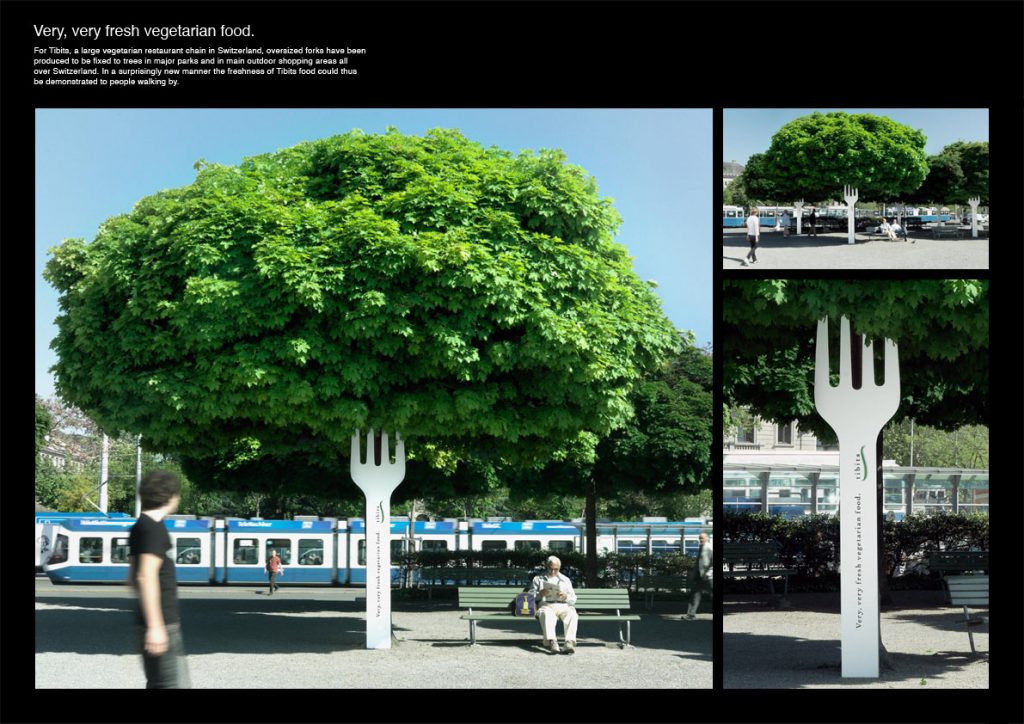 Very, very fresh vegetarian food.
For Tibits, a large vegetarian restaurant chain in Switzerland, oversized forks have been
produced to be fixed to trees in major parks and in main outdoor shopping areas all
over Switzerland. In a surprisingly new manner the freshness of Tibits food could thus
be demonstrated to people walking by.
Very, very fresh vegetarian food. tibits
Very, very fresh vegetarian food. tibits